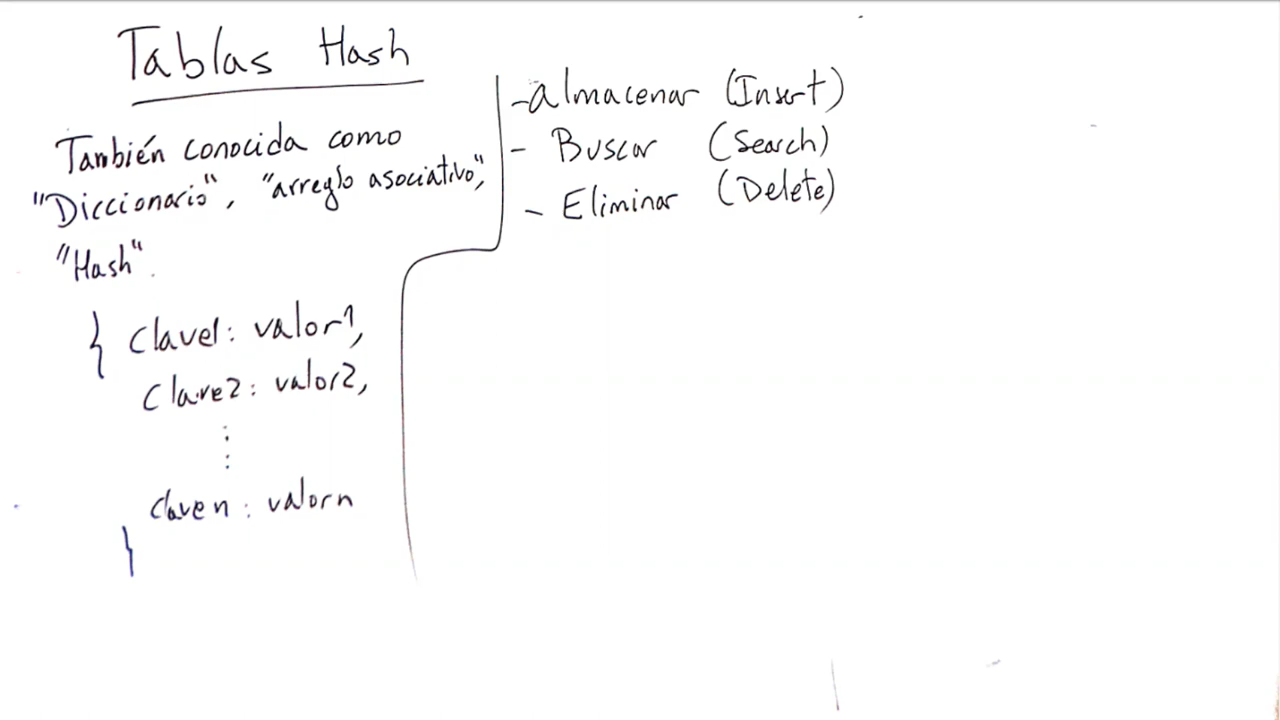 Tablas Hash
También conocida como
"Diccionario", "arreglo asociativo",
"Hash".
{ clave1: valor1,
clave2: valor2,
⋮
claven: valorn
}
- almacenar (Insert)
- Buscar (Search)
- Eliminar (Delete)